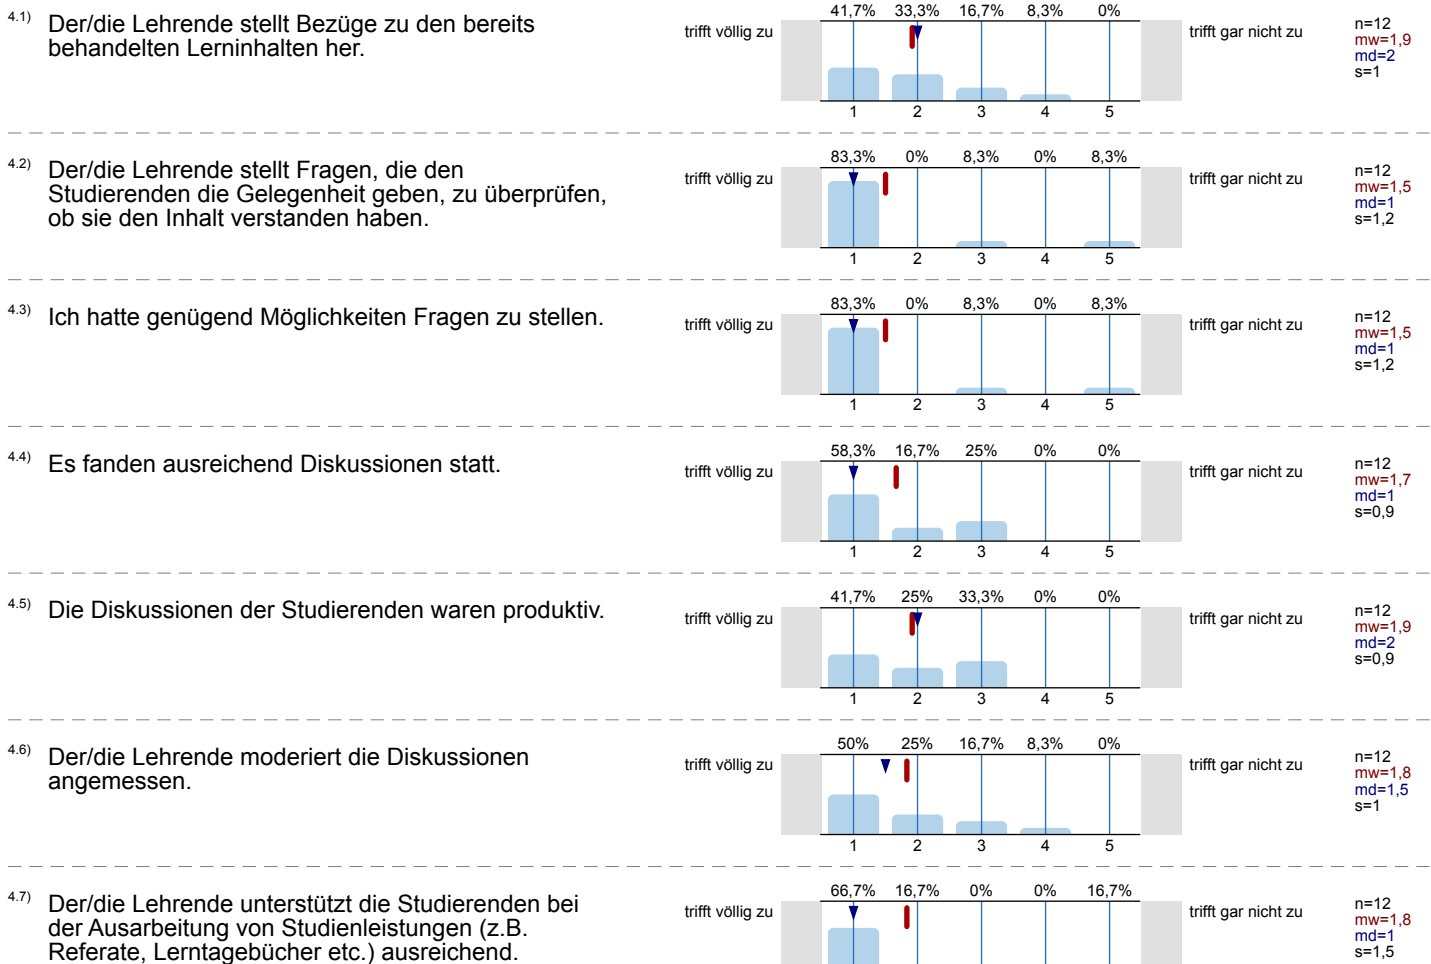 4.1) Der/die Lehrende stellt Bezüge zu den bereits
behandelten Lerninhalten her.
trifft völlig zu
41,7% 33,3% 16,7% 8,3% 0%
1 2 3 4 5
trifft gar nicht zu
n=12
mw=1,9
md=2
s=1
4.2) Der/die Lehrende stellt Fragen, die den
Studierenden die Gelegenheit geben, zu überprüfen,
ob sie den Inhalt verstanden haben.
trifft völlig zu
83,3% 0% 8,3% 0% 8,3%
1 2 3 4 5
trifft gar nicht zu
n=12
mw=1,5
md=1
s=1,2
4.3) Ich hatte genügend Möglichkeiten Fragen zu stellen.
trifft völlig zu
83,3% 0% 8,3% 0% 8,3%
1 2 3 4 5
trifft gar nicht zu
n=12
mw=1,5
md=1
s=1,2
4.4) Es fanden ausreichend Diskussionen statt.
trifft völlig zu
58,3% 16,7% 25% 0% 0%
1 2 3 4 5
trifft gar nicht zu
n=12
mw=1,7
md=1
s=0,9
4.5) Die Diskussionen der Studierenden waren produktiv.
trifft völlig zu
41,7% 25% 33,3% 0% 0%
1 2 3 4 5
trifft gar nicht zu
n=12
mw=1,9
md=2
s=0,9
4.6) Der/die Lehrende moderiert die Diskussionen
angemessen.
trifft völlig zu
50% 25% 16,7% 8,3% 0%
1 2 3 4 5
trifft gar nicht zu
n=12
mw=1,8
md=1,5
s=1
4.7) Der/die Lehrende unterstützt die Studierenden bei
der Ausarbeitung von Studienleistungen (z.B.
Referate, Lerntagebücher etc.) ausreichend.
trifft völlig zu
66,7% 16,7% 0% 0% 16,7%
trifft gar nicht zu
n=12
mw=1,8
md=1
s=1,5